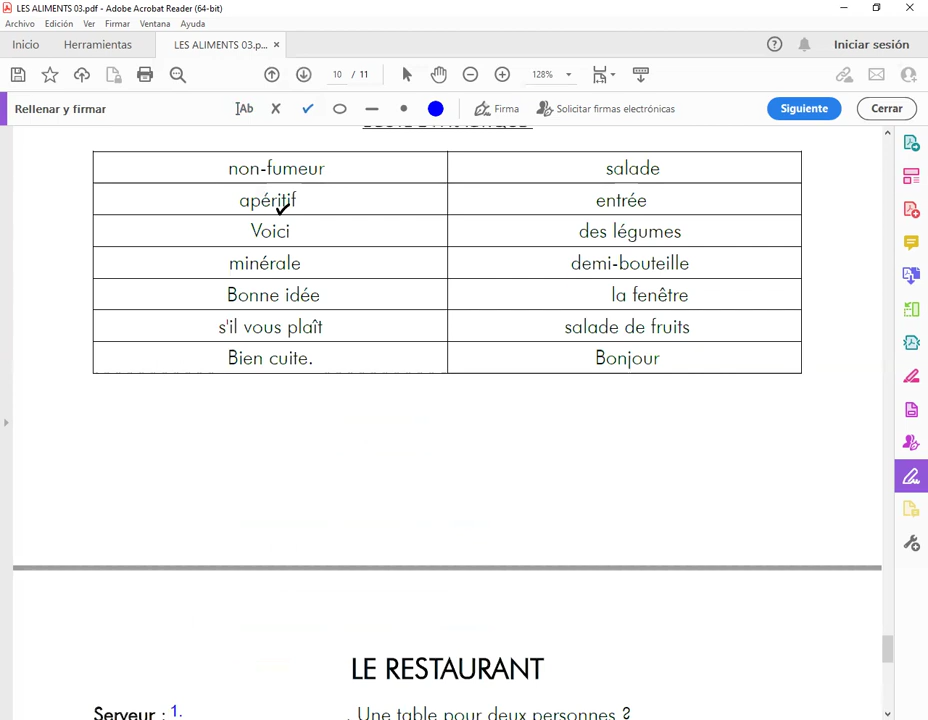 LES ALIMENTS 03.pdf - Adobe Acrobat Reader (64-bit)
Archivo Edición Ver Firmar Ventana Ayuda
Inicio Herramientas LES ALIMENTS 03.p... × Iniciar sesión
10 / 11 128%
Rellenar y firmar Ab Firma Solicitar firmas electrónicas Siguiente Cerrar
non-fumeur salade
apéritif entrée
Voici des légumes
minérale demi-bouteille
Bonne idée la fenêtre
s'il vous plaît salade de fruits
Bien cuite. Bonjour
LE RESTAURANT
Serveur : 1. . Une table pour deux personnes ?